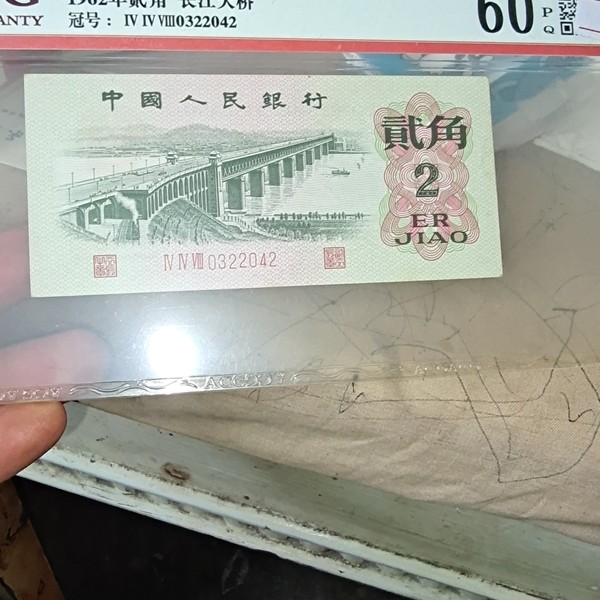 1962年贰角 长江大桥
冠号： Ⅳ Ⅳ Ⅷ0322042
ANTY
60
P
Q
中國人民銀行
貳角
2
ER
JIAO
Ⅳ Ⅳ Ⅷ 0322042